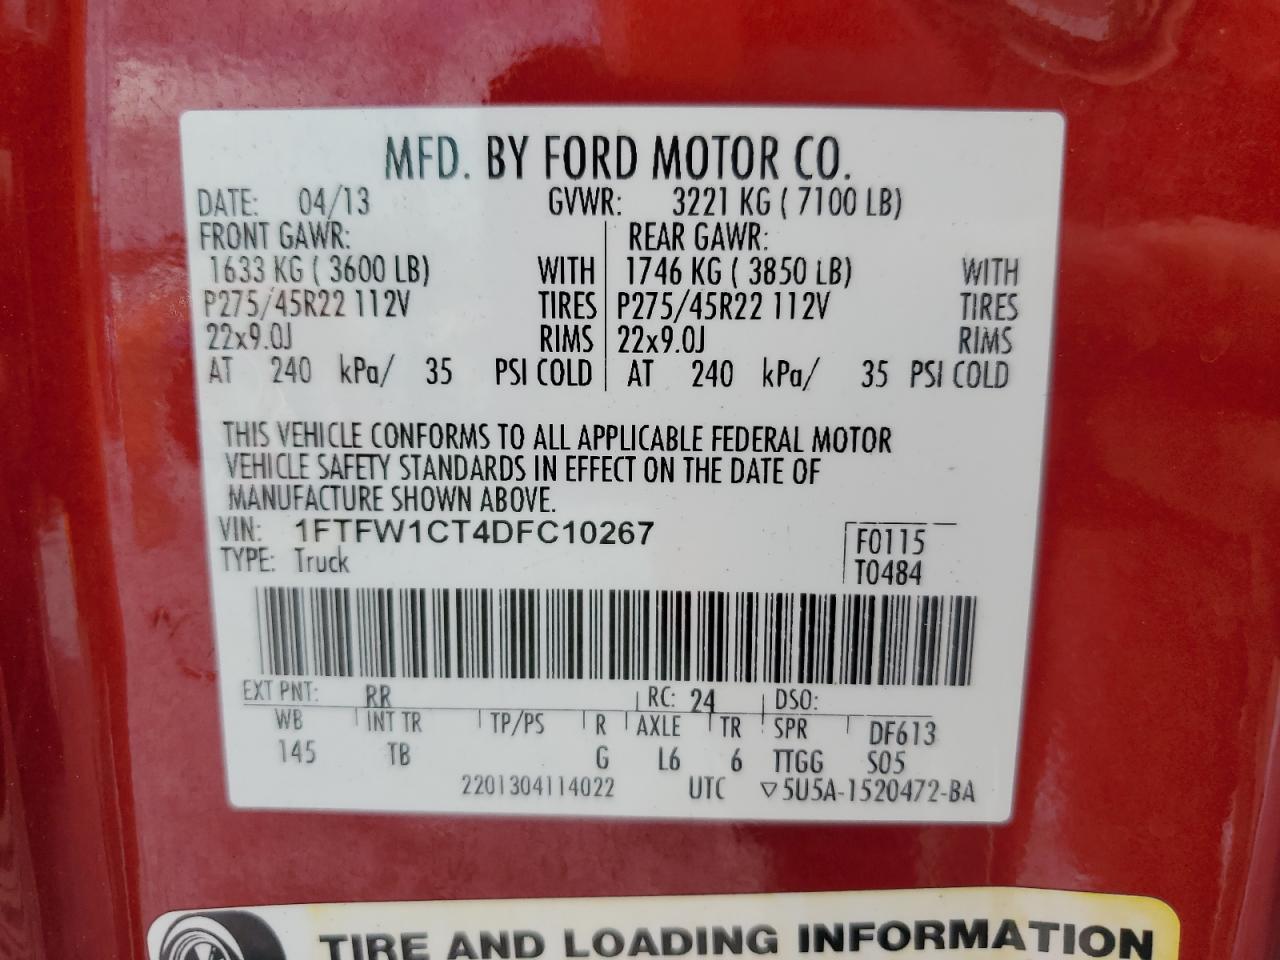 MFD. BY FORD MOTOR CO.
DATE: 04/13 GVWR: 3221 KG ( 7100 LB)
FRONT GAWR: REAR GAWR:
1633 KG ( 3600 LB) WITH 1746 KG ( 3850 LB) WITH
P275/45R22 112V TIRES P275/45R22 112V TIRES
22x9.0J RIMS 22x9.0J RIMS
AT 240 kPa/ 35 PSI COLD AT 240 kPa/ 35 PSI COLD
THIS VEHICLE CONFORMS TO ALL APPLICABLE FEDERAL MOTOR
VEHICLE SAFETY STANDARDS IN EFFECT ON THE DATE OF
MANUFACTURE SHOWN ABOVE.
VIN: 1FTFW1CT4DFC10267 F0115
TYPE: Truck T0484
EXT PNT: RR RC: 24 DSO:
WB INT TR TP/PS R AXLE TR SPR DF613
145 TB G L6 6 TTGG S05
2201304114022 UTC ▽5U5A-1520472-BA
TIRE AND LOADING INFORMATION